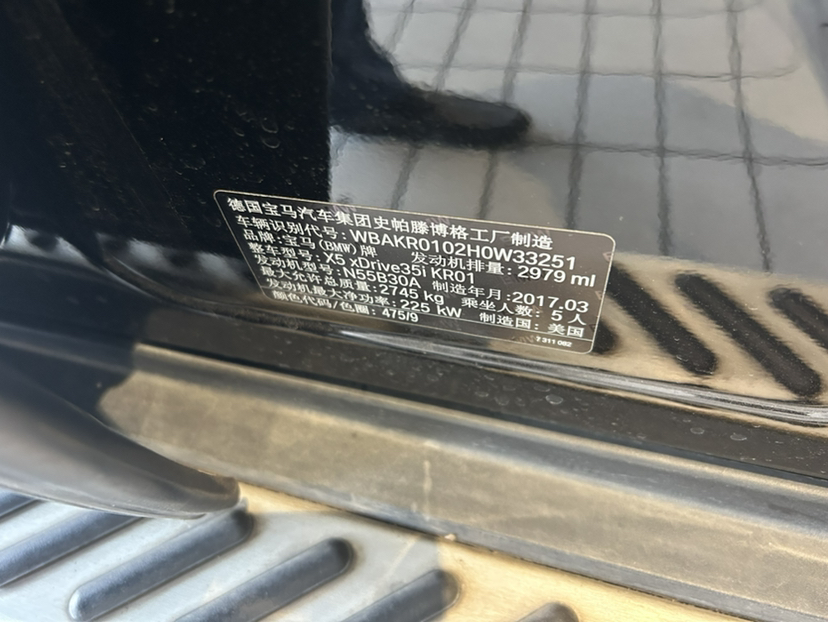 德国宝马汽车集团史帕滕博格工厂制造
车辆识别代号: WBAKR0102H0W33251
品牌: 宝马(BMW)牌 发动机排量: 2979 ml
整车型号: X5 xDrive35i KR01
发动机型号: N55B30A 制造年月: 2017.03
最大允许总质量: 2745 kg 乘坐人数: 5 人
发动机最大净功率: 225 kW 制造国: 美国
颜色代码/色圈: 475/9
7 311 062